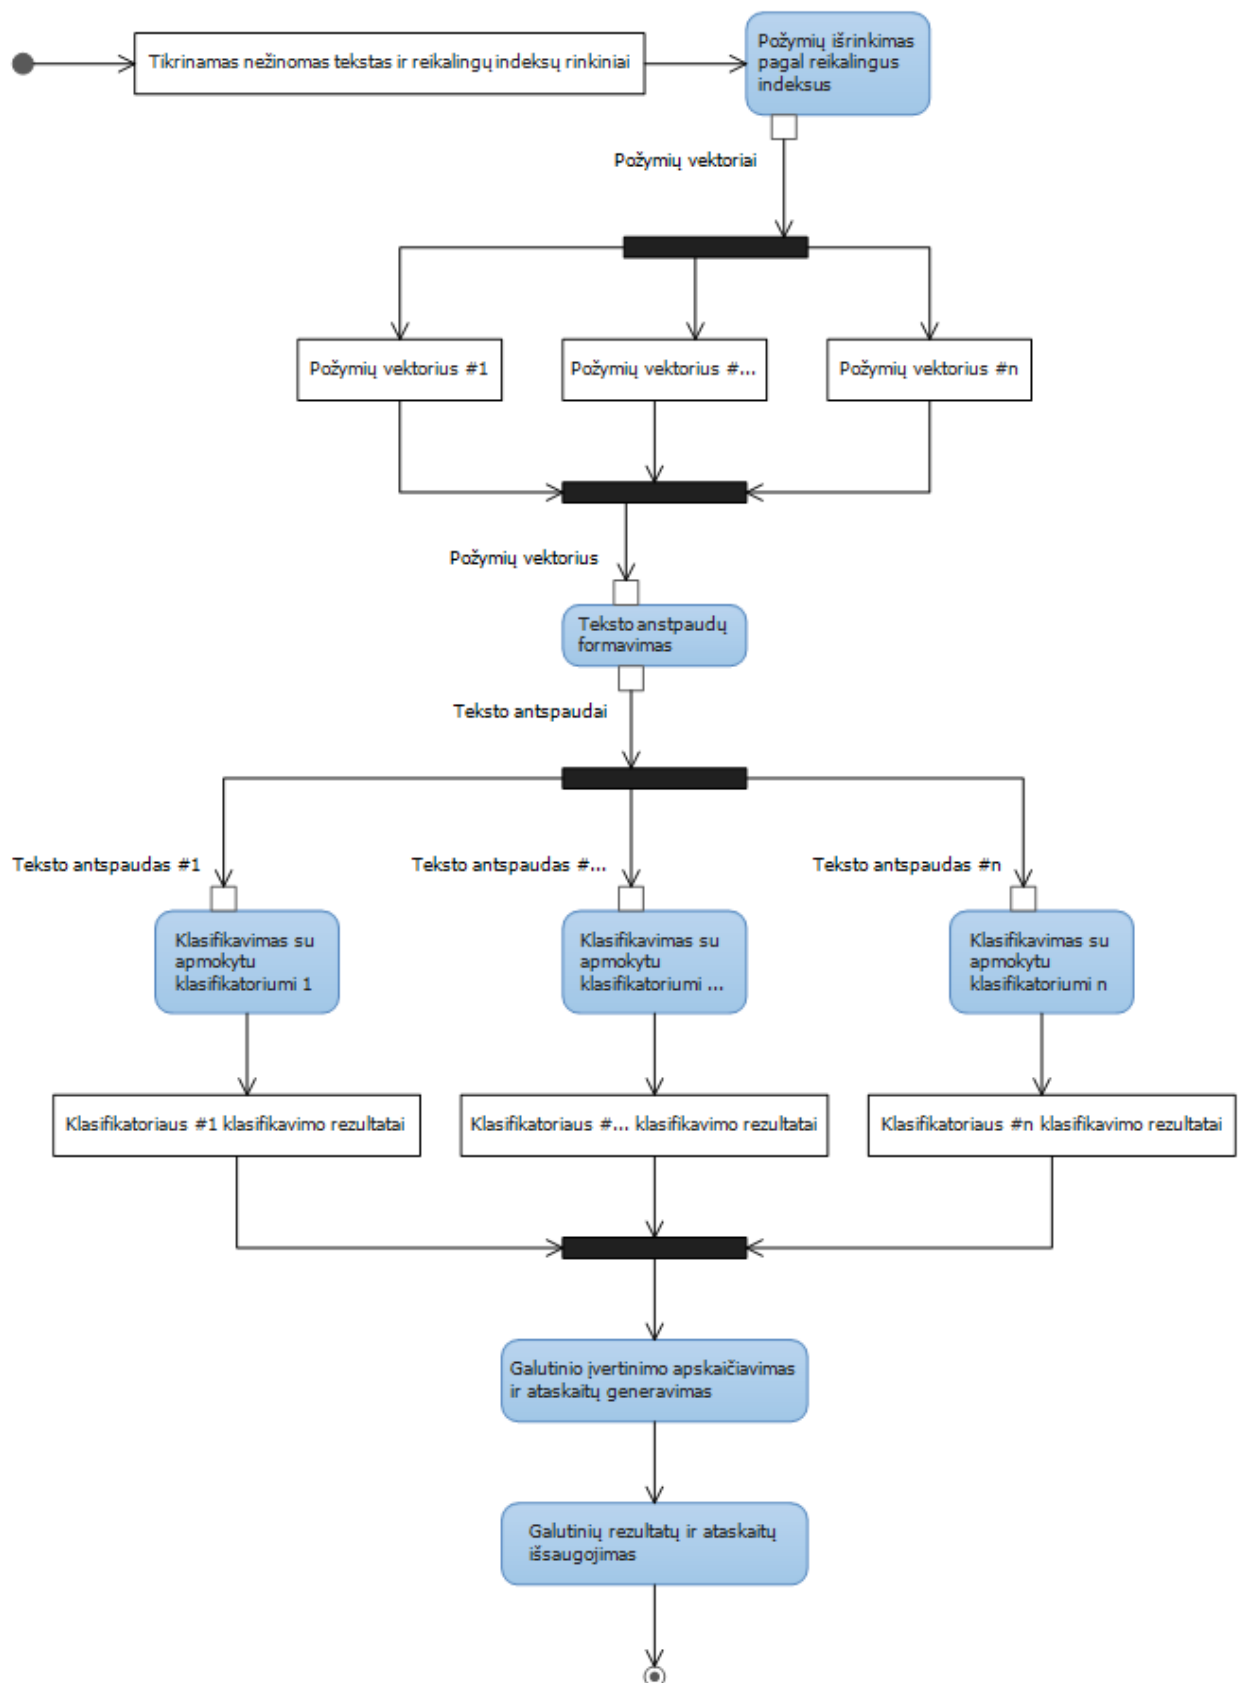 Tikrinamas nežinomas tekstas ir reikalingų indeksų rinkiniai
Požymių išrinkimas
pagal reikalingus
indeksus
Požymių vektoriai
Požymių vektorius #1
Požymių vektorius #...
Požymių vektorius #n
Požymių vektorius
Teksto anstpaudų
formavimas
Teksto antspaudai
Teksto antspaudas #1
Teksto antspaudas #...
Teksto antspaudas #n
Klasifikavimas su
apmokytu
klasifikatoriumi 1
Klasifikavimas su
apmokytu
klasifikatoriumi ...
Klasifikavimas su
apmokytu
klasifikatoriumi n
Klasifikatoriaus #1 klasifikavimo rezultatai
Klasifikatoriaus #... klasifikavimo rezultatai
Klasifikatoriaus #n klasifikavimo rezultatai
Galutinio įvertinimo apskaičiavimas
ir ataskaitų generavimas
Galutinių rezultatų ir ataskaitų
išsaugojimas